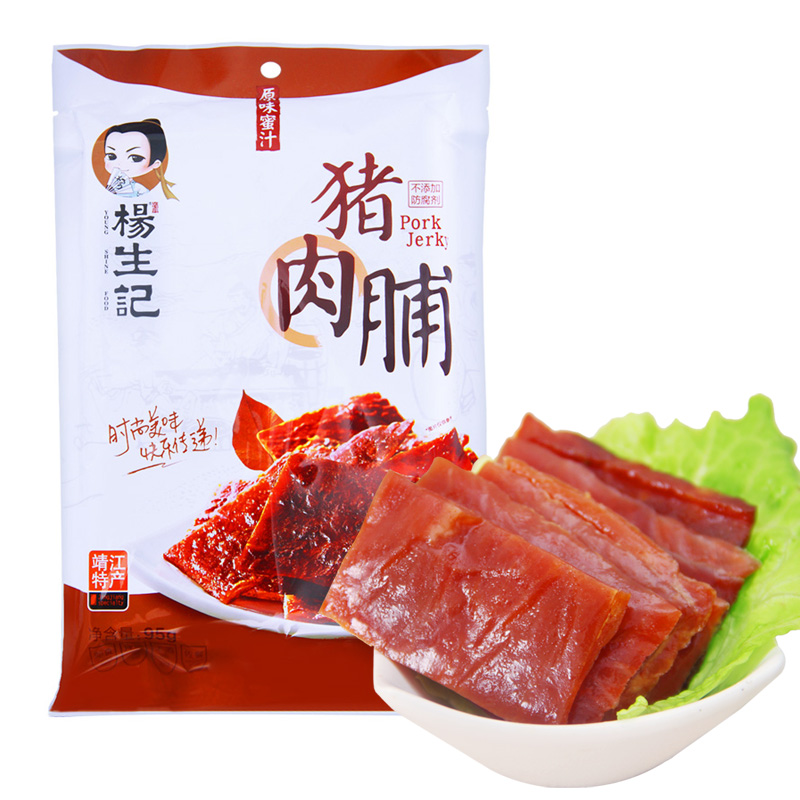 原味蜜汁
猪肉脯
不添加
防腐剂
Pork
Jerky
楊生記
YOUNG SHINE FOOD
时尚美味
快乐传递!
靖江
特产
净含量:95g